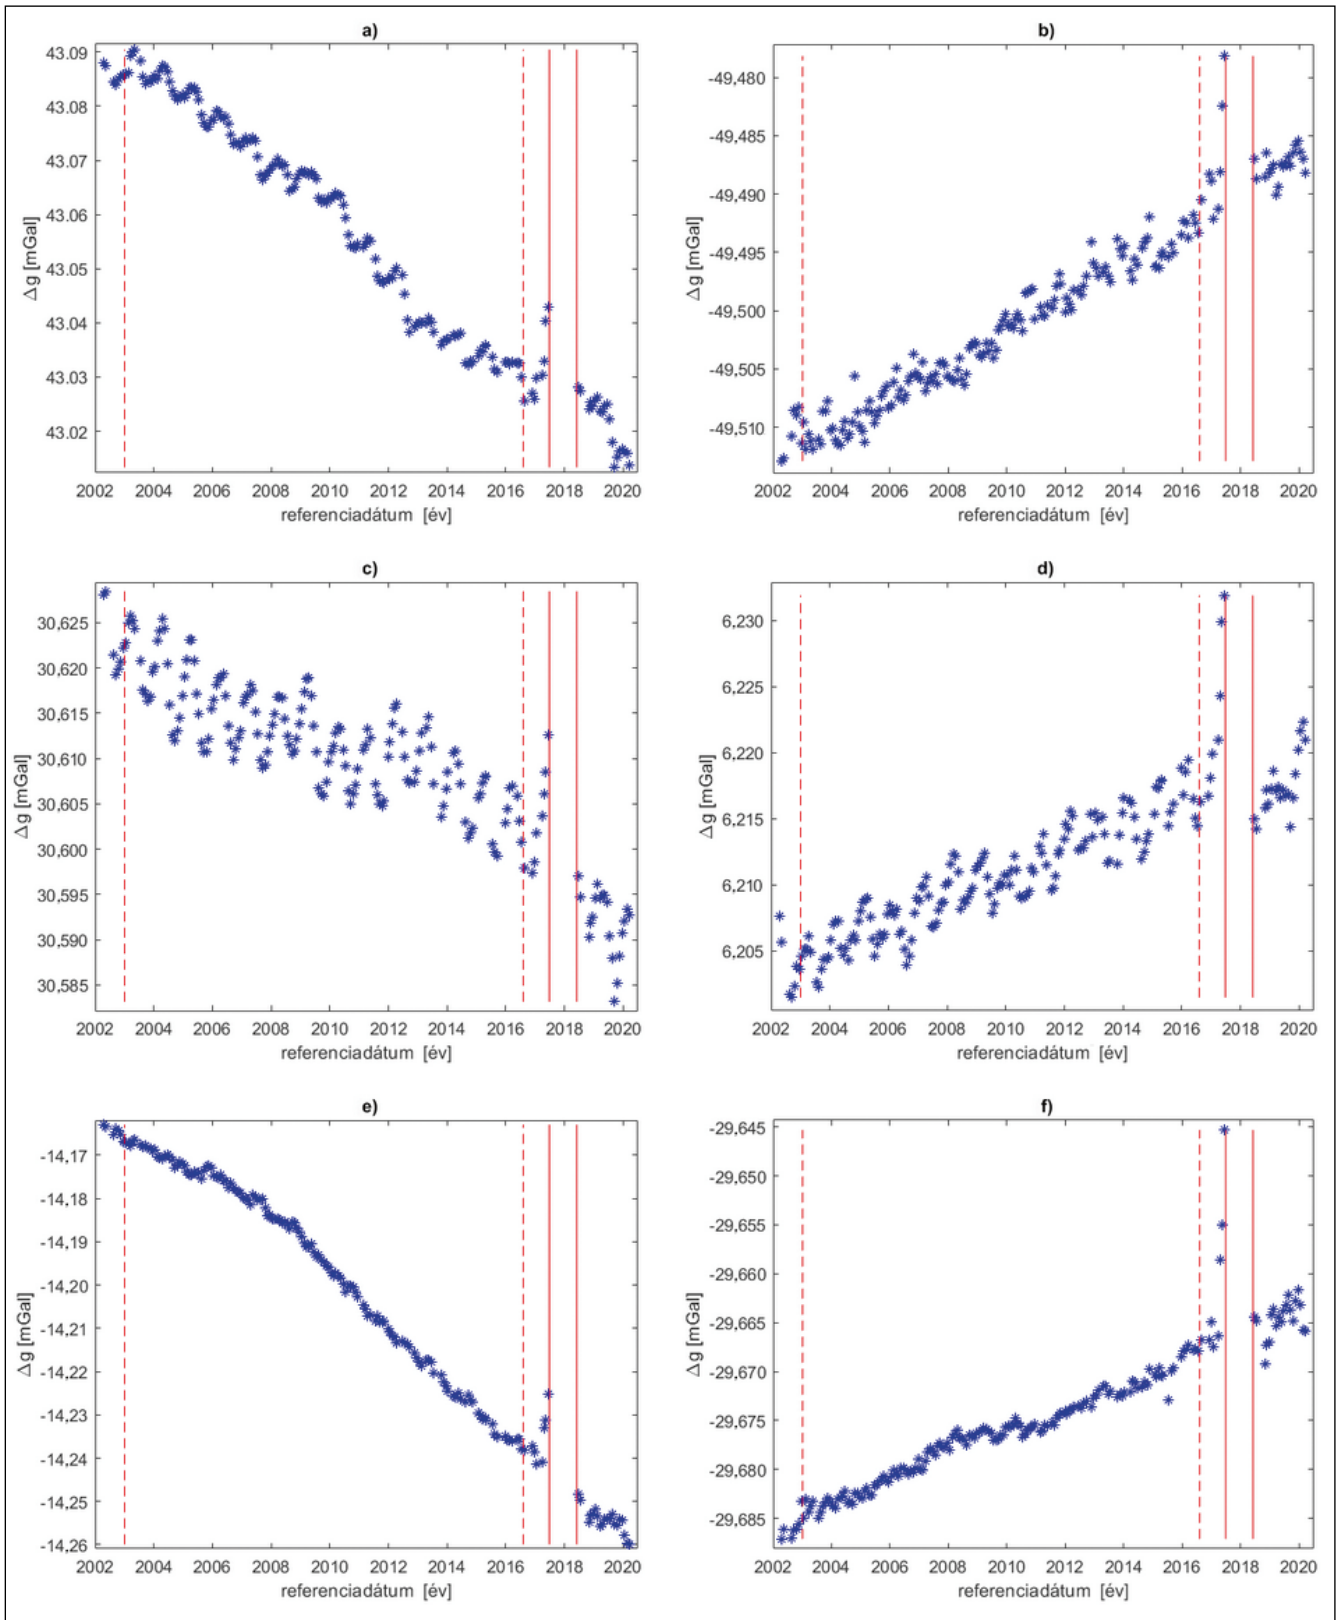 a)
43.09
43.08
43.07
43.06
43.05
43.04
43.03
43.02
Δg [mGal]
2002 2004 2006 2008 2010 2012 2014 2016 2018 2020
referenciadátum [év]
b)
-49,480
-49,485
-49,490
-49,495
-49,500
-49,505
-49,510
Δg [mGal]
2002 2004 2006 2008 2010 2012 2014 2016 2018 2020
referenciadátum [év]
c)
30,625
30,620
30,615
30,610
30,605
30,600
30,595
30,590
30,585
Δg [mGal]
2002 2004 2006 2008 2010 2012 2014 2016 2018 2020
referenciadátum [év]
d)
6,230
6,225
6,220
6,215
6,210
6,205
Δg [mGal]
2002 2004 2006 2008 2010 2012 2014 2016 2018 2020
referenciadátum [év]
e)
-14,17
-14,18
-14,19
-14,20
-14,21
-14,22
-14,23
-14,24
-14,25
-14,26
Δg [mGal]
2002 2004 2006 2008 2010 2012 2014 2016 2018 2020
referenciadátum [év]
f)
-29,645
-29,650
-29,655
-29,660
-29,665
-29,670
-29,675
-29,680
-29,685
Δg [mGal]
2002 2004 2006 2008 2010 2012 2014 2016 2018 2020
referenciadátum [év]